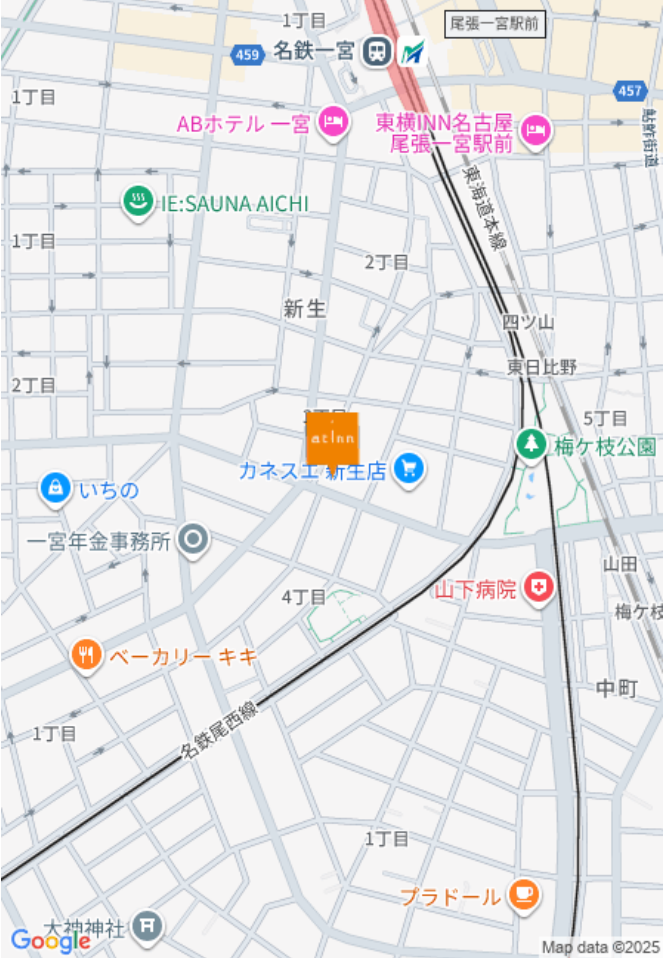 1丁目
尾張一宮駅前
名鉄一宮
459
457
1丁目
ABホテル 一宮
東横INN名古屋
尾張一宮駅前
鮎鮓街道
東海道本線
IE:SAUNA AICHI
1丁目
2丁目
新生
四ツ山
東日比野
2丁目
5丁目
atinn
梅ケ枝公園
カネスエ 新生店
いちの
一宮年金事務所
山田
山下病院
4丁目
梅ケ枝
ベーカリー キキ
中町
名鉄尾西線
1丁目
1丁目
プラドール
大神神社
Google
Map data ©2025